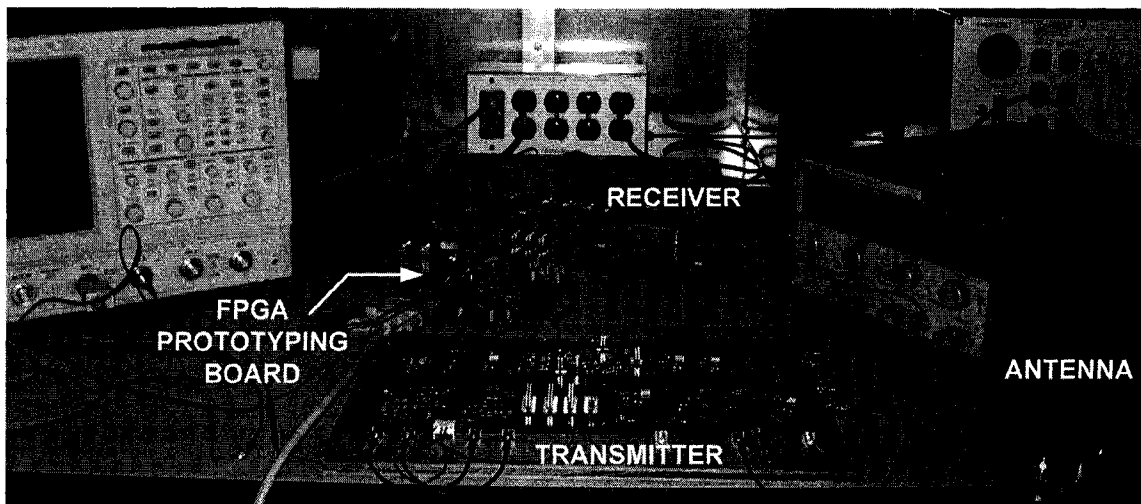 RECEIVER
FPGA
PROTOTYPING
BOARD
ANTENNA
TRANSMITTER